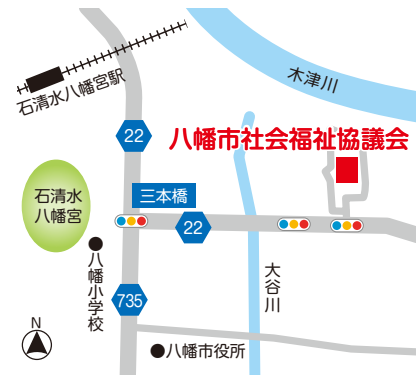 石清水八幡宮駅
木津川
22
八幡市社会福祉協議会
石清水
八幡宮
三本橋
22
八幡小学校
大谷川
735
N
八幡市役所